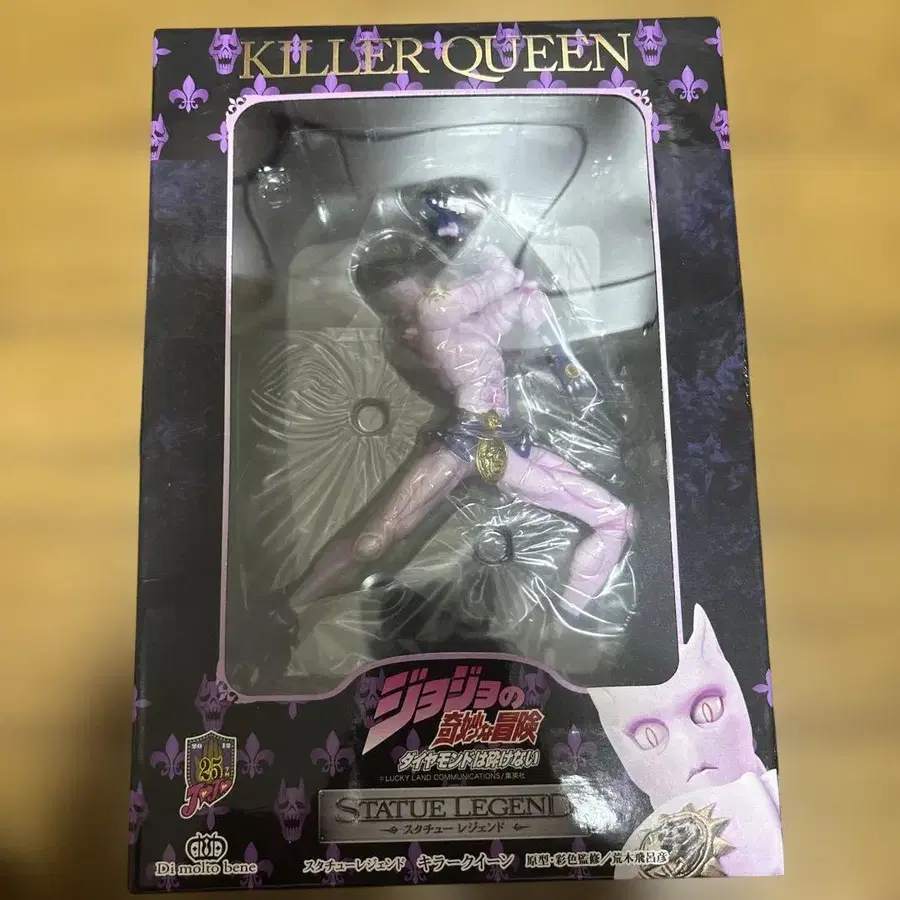 KILLER QUEEN
ジョジョの
奇妙な冒険
ダイヤモンドは砕けない
©LUCKY LAND COMMUNICATIONS/集英社
25
JOJO
STATUE LEGEND
スタチュー レジェンド
Di molto bene
スタチューレジェンド キラークイーン 原型・彩色監修/荒木飛呂彦